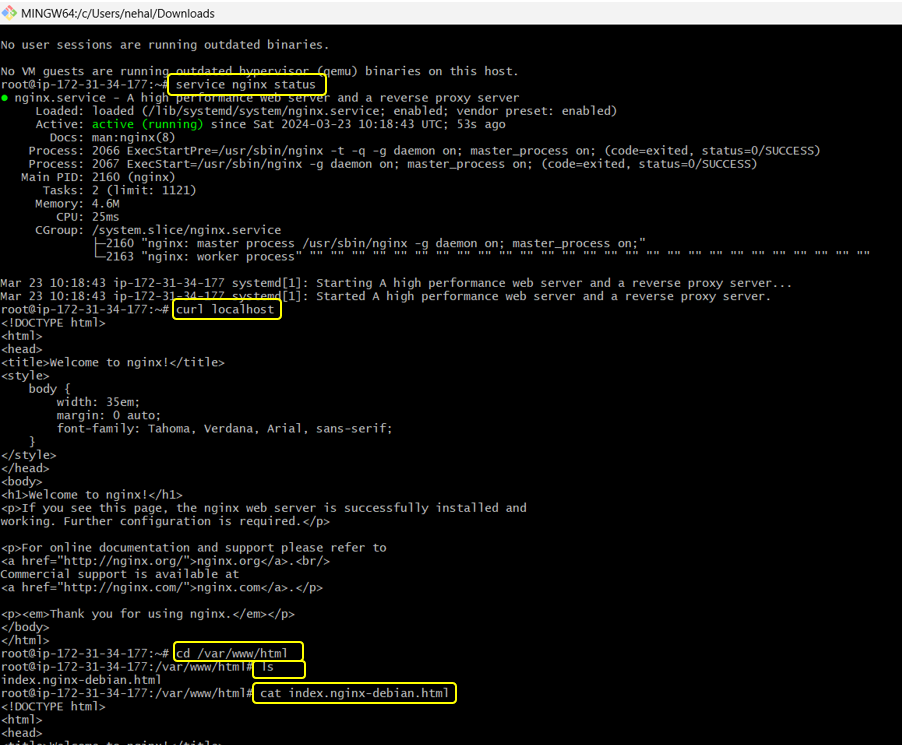 MINGW64:/c/Users/nehal/Downloads
No user sessions are running outdated binaries.
No VM guests are running outdated hypervisor (qemu) binaries on this host.
root@ip-172-31-34-177:~# service nginx status
● nginx.service - A high performance web server and a reverse proxy server
     Loaded: loaded (/lib/systemd/system/nginx.service; enabled; vendor preset: enabled)
     Active: active (running) since Sat 2024-03-23 10:18:43 UTC; 53s ago
       Docs: man:nginx(8)
    Process: 2066 ExecStartPre=/usr/sbin/nginx -t -q -g daemon on; master_process on; (code=exited, status=0/SUCCESS)
    Process: 2067 ExecStart=/usr/sbin/nginx -g daemon on; master_process on; (code=exited, status=0/SUCCESS)
   Main PID: 2160 (nginx)
      Tasks: 2 (limit: 1121)
     Memory: 4.6M
        CPU: 25ms
     CGroup: /system.slice/nginx.service
             ├─2160 "nginx: master process /usr/sbin/nginx -g daemon on; master_process on;"
             └─2163 "nginx: worker process" "" "" "" "" "" "" "" "" "" "" "" "" "" "" "" "" "" "" "" "" "" "" "" "" "" "" ""
Mar 23 10:18:43 ip-172-31-34-177 systemd[1]: Starting A high performance web server and a reverse proxy server...
Mar 23 10:18:43 ip-172-31-34-177 systemd[1]: Started A high performance web server and a reverse proxy server.
root@ip-172-31-34-177:~# curl localhost
<!DOCTYPE html>
<html>
<head>
<title>Welcome to nginx!</title>
<style>
    body {
        width: 35em;
        margin: 0 auto;
        font-family: Tahoma, Verdana, Arial, sans-serif;
    }
</style>
</head>
<body>
<h1>Welcome to nginx!</h1>
<p>If you see this page, the nginx web server is successfully installed and
working. Further configuration is required.</p>
<p>For online documentation and support please refer to
<a href="http://nginx.org/">nginx.org</a>.<br/>
Commercial support is available at
<a href="http://nginx.com/">nginx.com</a>.</p>
<p><em>Thank you for using nginx.</em></p>
</body>
</html>
root@ip-172-31-34-177:~# cd /var/www/html
root@ip-172-31-34-177:/var/www/html# ls
index.nginx-debian.html
root@ip-172-31-34-177:/var/www/html# cat index.nginx-debian.html
<!DOCTYPE html>
<html>
<head>
<title>Welcome to nginx!</title>